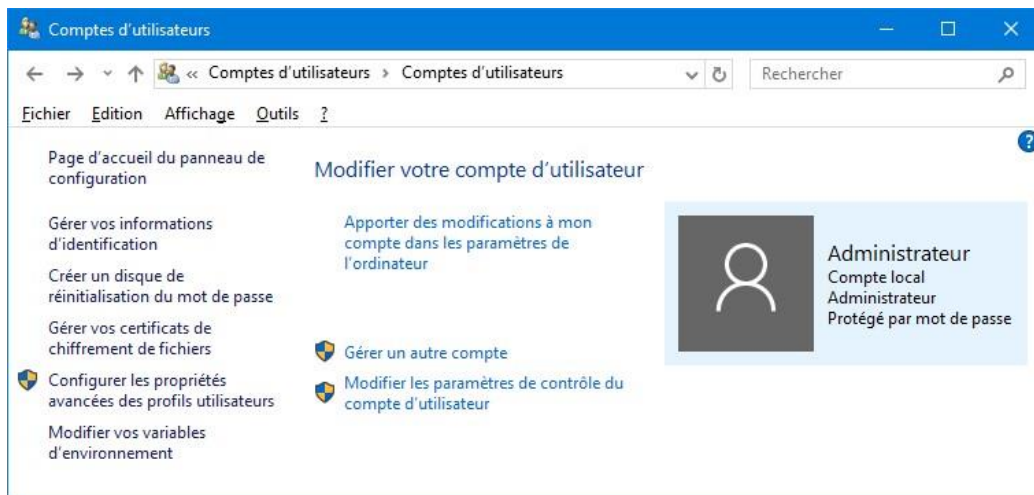 Comptes d'utilisateurs
« Comptes d'utilisateurs › Comptes d'utilisateurs
Rechercher
Fichier Edition Affichage Outils ?
?
Page d'accueil du panneau de
configuration
Gérer vos informations
d'identification
Créer un disque de
réinitialisation du mot de passe
Gérer vos certificats de
chiffrement de fichiers
Configurer les propriétés
avancées des profils utilisateurs
Modifier vos variables
d'environnement
Modifier votre compte d'utilisateur
Apporter des modifications à mon
compte dans les paramètres de
l'ordinateur
Gérer un autre compte
Modifier les paramètres de contrôle du
compte d'utilisateur
Administrateur
Compte local
Administrateur
Protégé par mot de passe